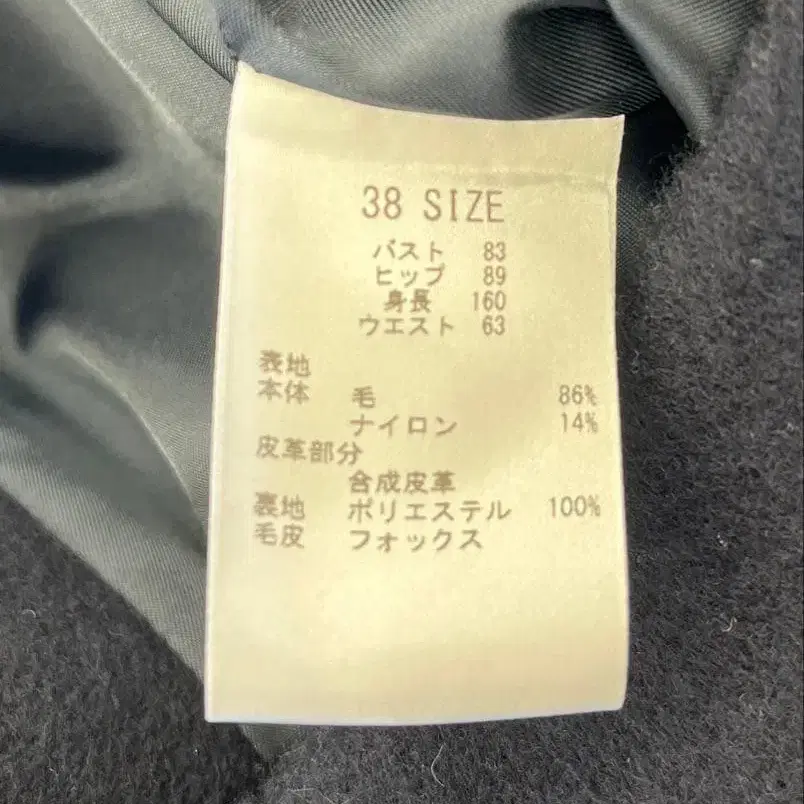 38 SIZE
バスト 83
ヒップ 89
身長 160
ウエスト 63
表地
本体 毛 86%
ナイロン 14%
皮革部分
合成皮革
裏地 ポリエステル 100%
毛皮 フォックス